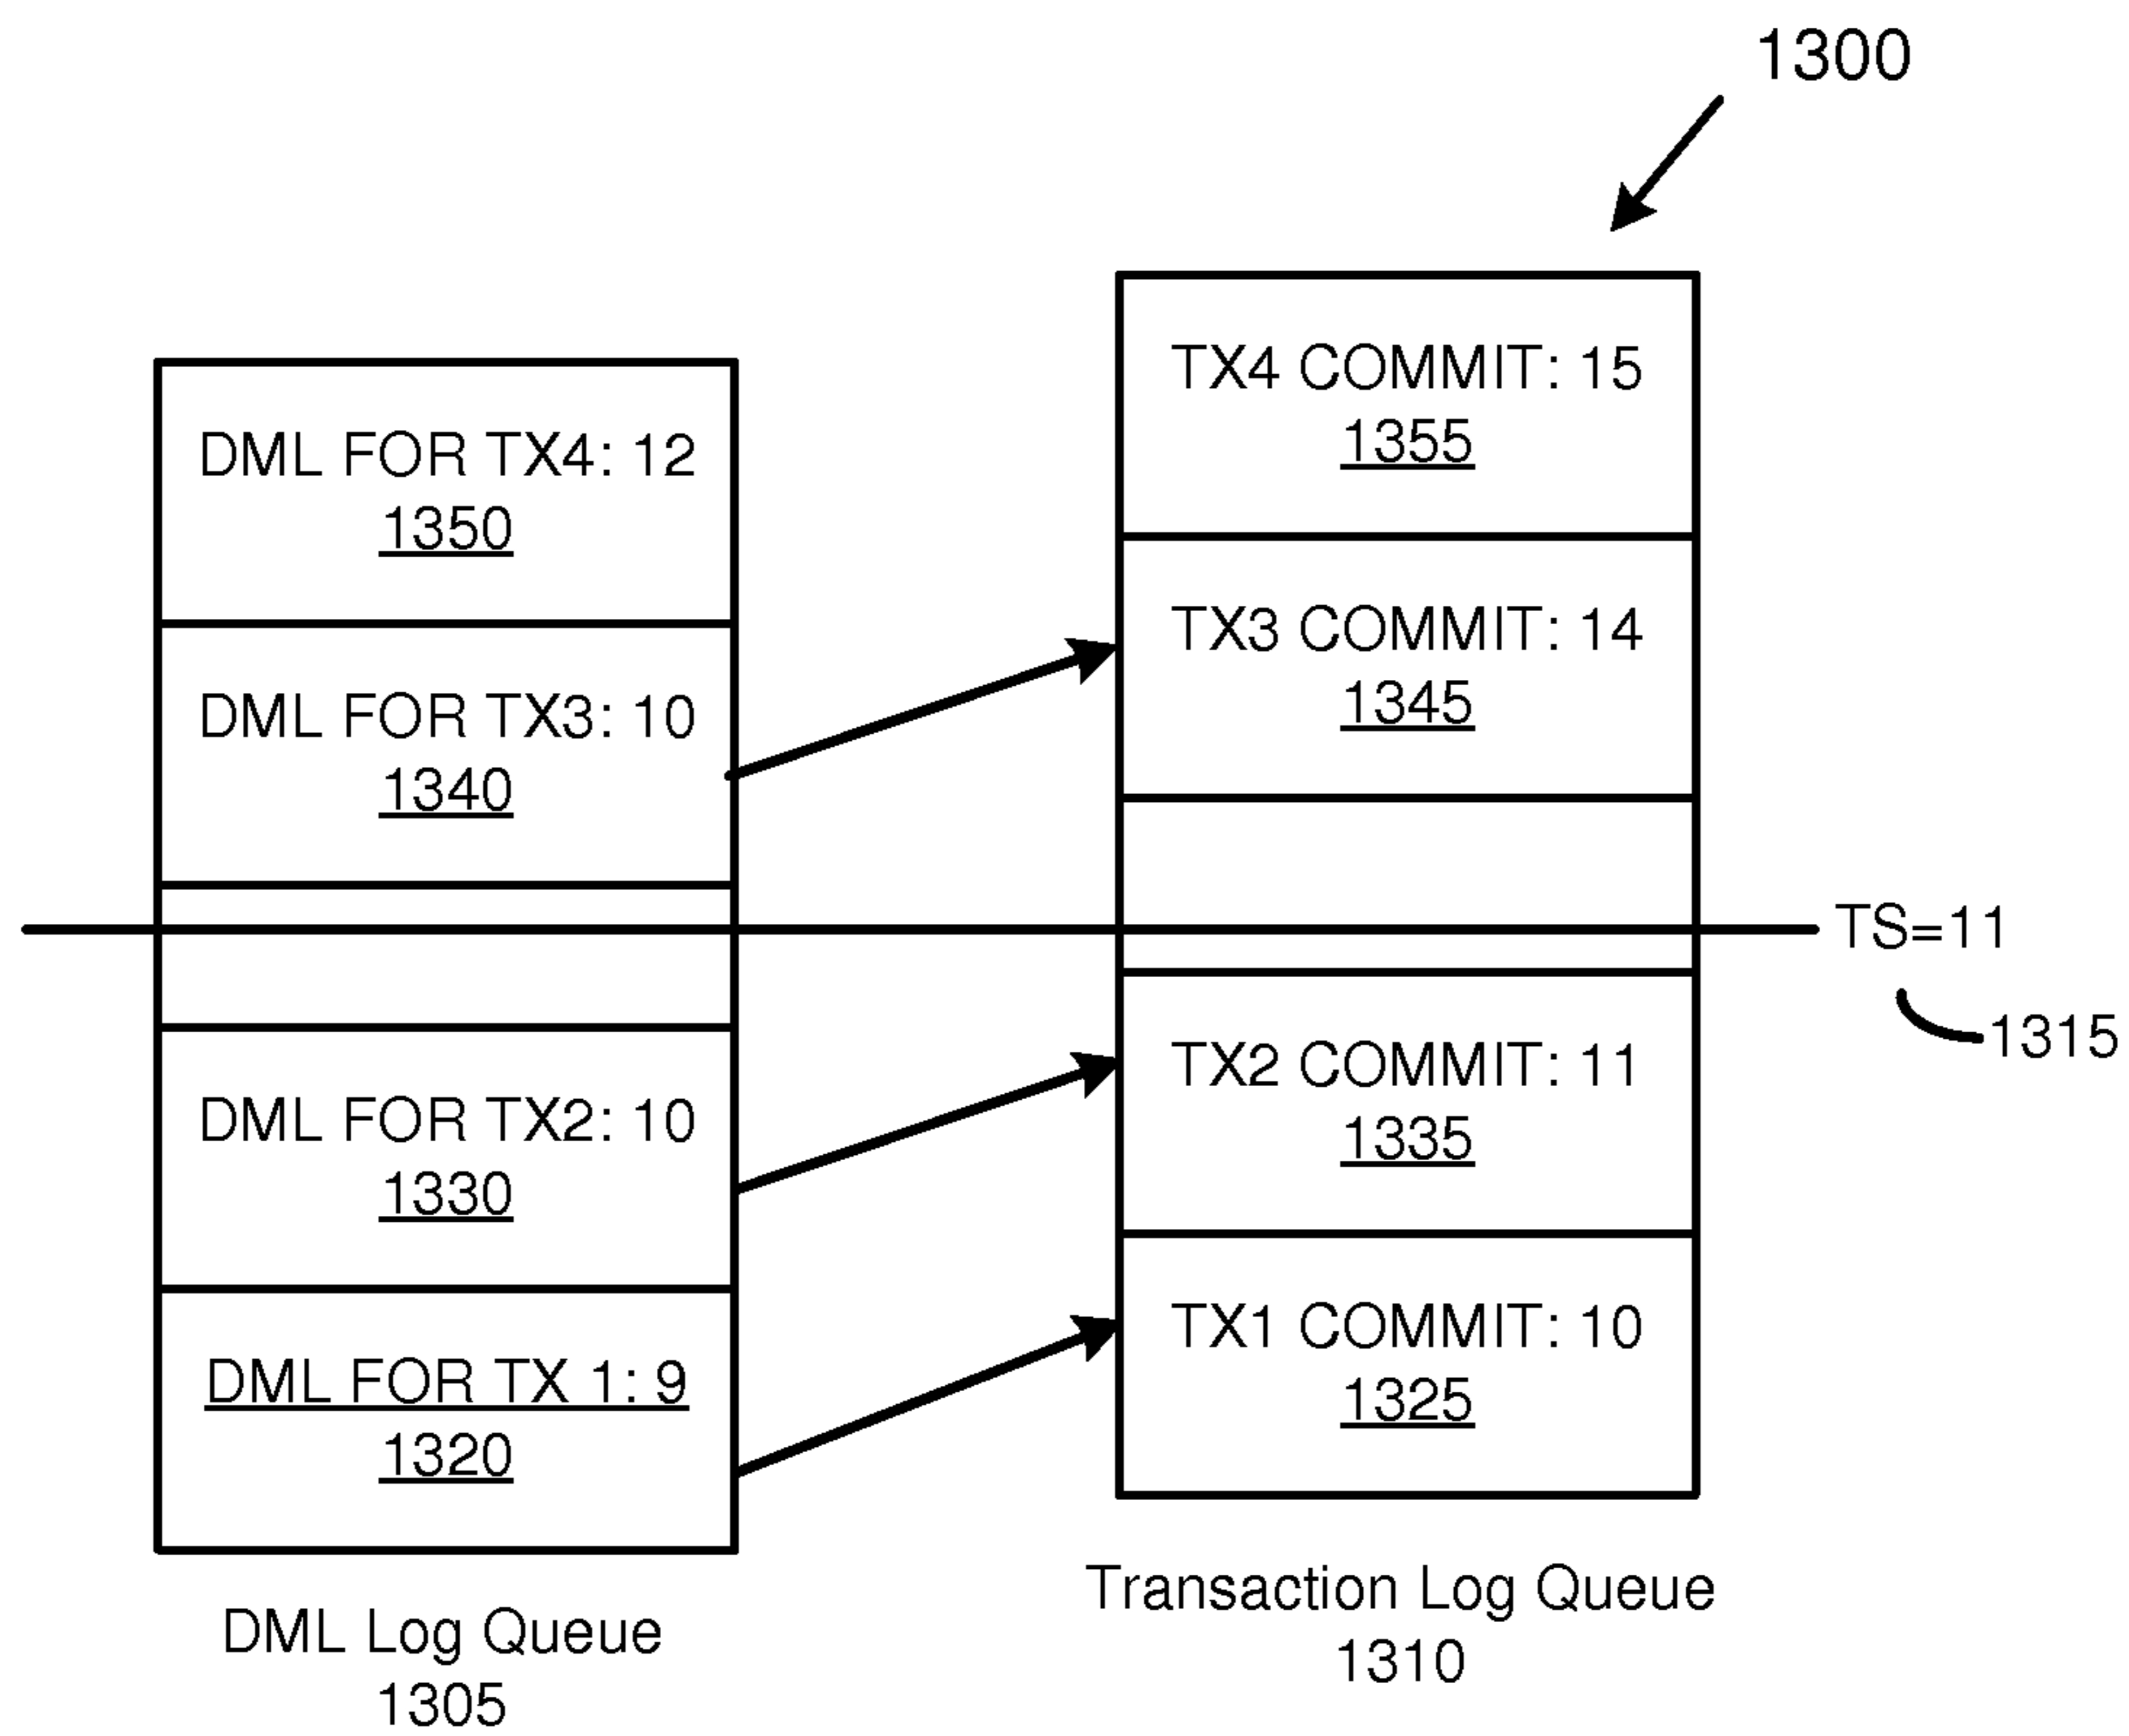 1300
DML FOR TX4: 12
1350
DML FOR TX3: 10
1340
DML FOR TX2: 10
1330
DML FOR TX 1: 9
1320
DML Log Queue
1305
TX4 COMMIT: 15
1355
TX3 COMMIT: 14
1345
TX2 COMMIT: 11
1335
TX1 COMMIT: 10
1325
Transaction Log Queue
1310
TS=11
1315